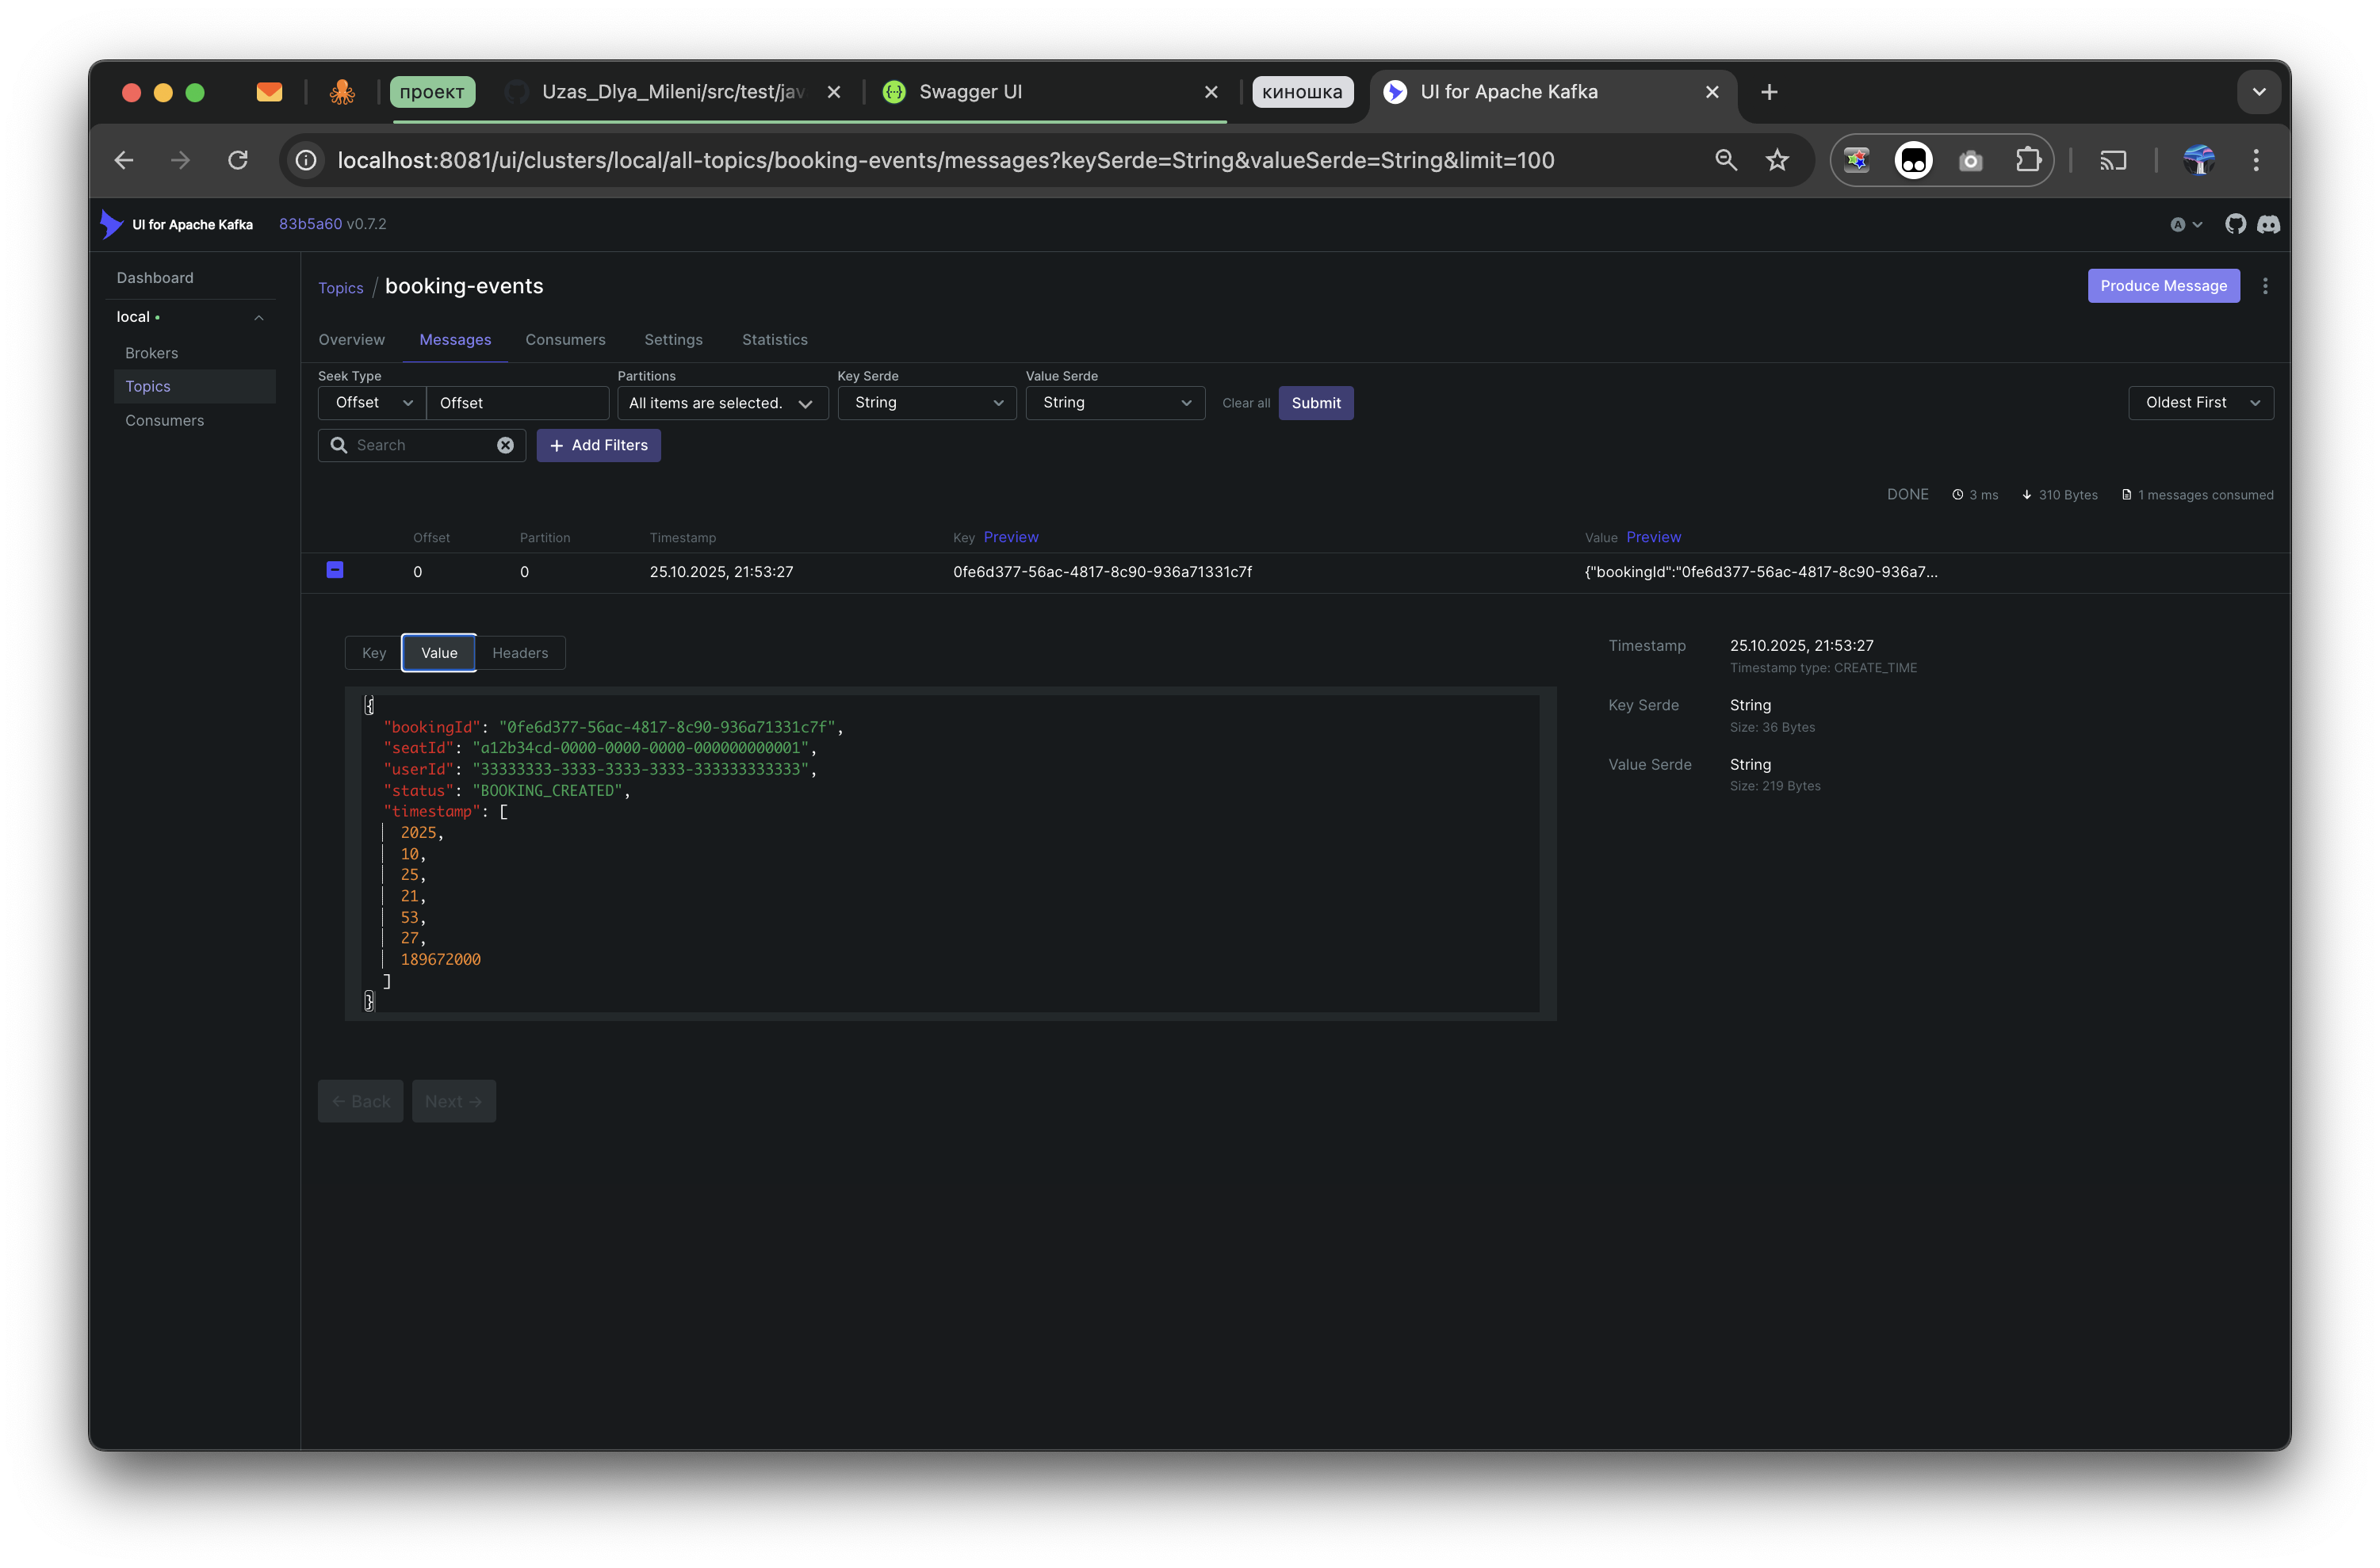 проект
Uzas_Dlya_Mileni/src/test/jav
Swagger UI
киношка
UI for Apache Kafka
localhost:8081/ui/clusters/local/all-topics/booking-events/messages?keySerde=String&valueSerde=String&limit=100
UI for Apache Kafka 83b5a60 v0.7.2
A
Dashboard
local
Brokers
Topics
Consumers
Topics / booking-events
Produce Message
Overview Messages Consumers Settings Statistics
Seek Type Partitions Key Serde Value Serde
Offset Offset All items are selected. String String Clear all Submit Oldest First
Search Add Filters
DONE 3 ms 310 Bytes 1 messages consumed
Offset Partition Timestamp Key Preview Value Preview
0 0 25.10.2025, 21:53:27 0fe6d377-56ac-4817-8c90-936a71331c7f {"bookingId":"0fe6d377-56ac-4817-8c90-936a7...
Key Value Headers
{
"bookingId": "0fe6d377-56ac-4817-8c90-936a71331c7f",
"seatId": "a12b34cd-0000-0000-0000-000000000001",
"userId": "33333333-3333-3333-3333-333333333333",
"status": "BOOKING_CREATED",
"timestamp": [
2025,
10,
25,
21,
53,
27,
189672000
]
}
Timestamp 25.10.2025, 21:53:27
Timestamp type: CREATE_TIME
Key Serde String
Size: 36 Bytes
Value Serde String
Size: 219 Bytes
← Back Next →